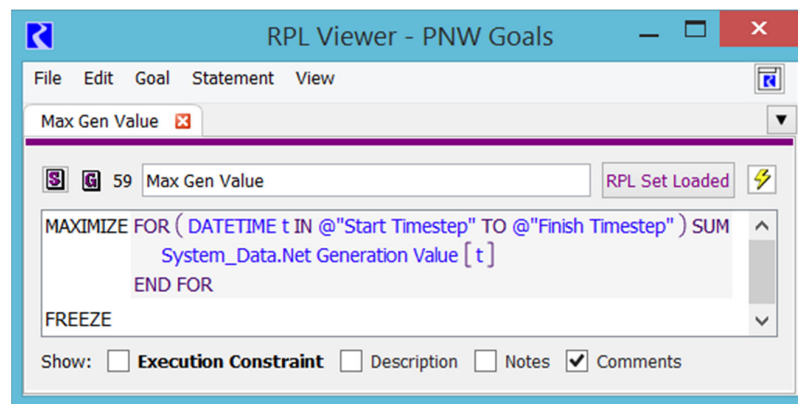 RPL Viewer - PNW Goals
File Edit Goal Statement View
Max Gen Value
S G 59 Max Gen Value RPL Set Loaded
MAXIMIZE FOR ( DATETIME t IN @"Start Timestep" TO @"Finish Timestep" ) SUM
System_Data.Net Generation Value [ t ]
END FOR
FREEZE
Show: Execution Constraint Description Notes Comments